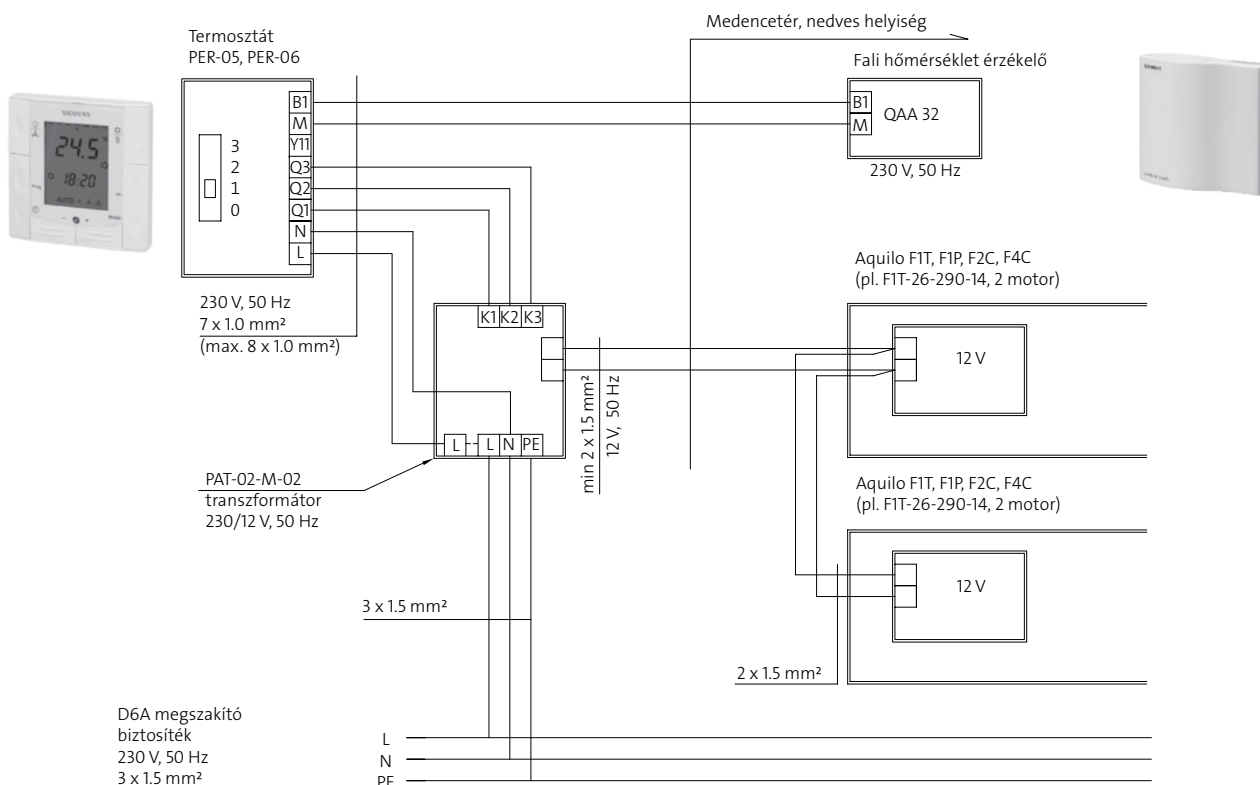 Termosztát
PER-05, PER-06
Medencetér, nedves helyiség
Fali hőmérséklet érzékelő
SIEMENS
24.5
18:20
AUTO
B1
M
Y11
Q3
Q2
Q1
N
L
3
2
1
0
B1
M
QAA 32
230 V, 50 Hz
230 V, 50 Hz
7 x 1.0 mm²
(max. 8 x 1.0 mm²)
K1 K2 K3
L L N PE
min 2 x 1.5 mm²
12 V, 50 Hz
Aquilo F1T, F1P, F2C, F4C
(pl. F1T-26-290-14, 2 motor)
12 V
PAT-02-M-02
transzformátor
230/12 V, 50 Hz
Aquilo F1T, F1P, F2C, F4C
(pl. F1T-26-290-14, 2 motor)
12 V
3 x 1.5 mm²
2 x 1.5 mm²
D6A megszakító
biztosíték
230 V, 50 Hz
3 x 1.5 mm²
L
N
PE